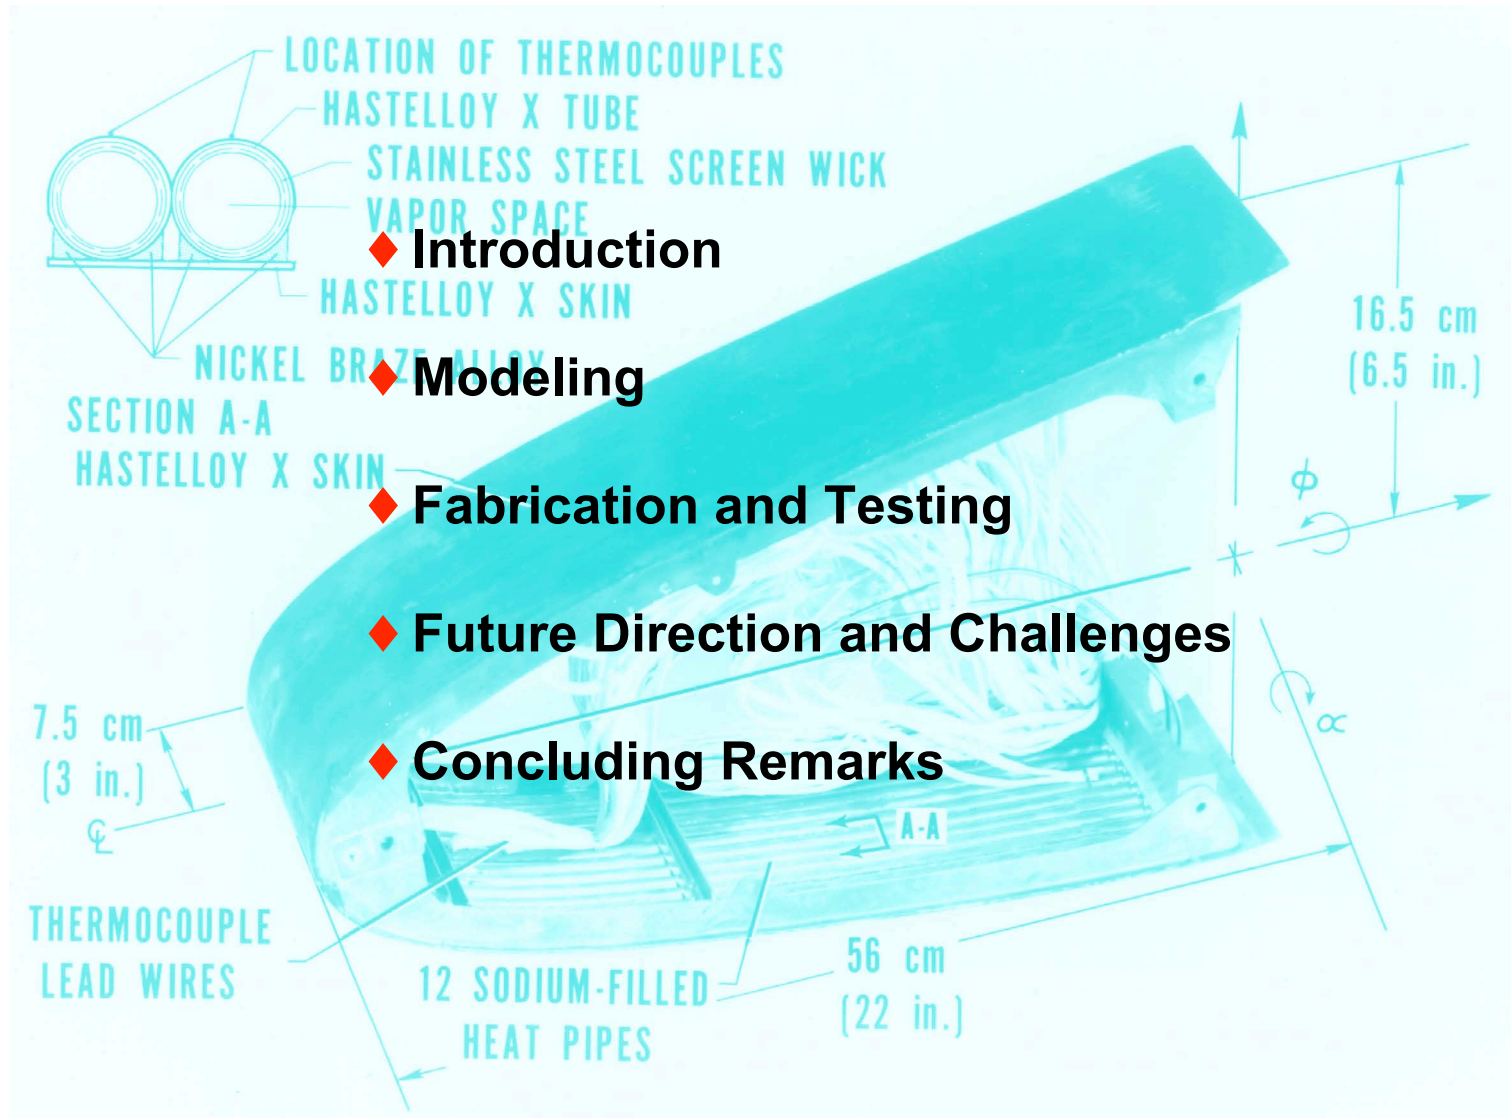 LOCATION OF THERMOCOUPLES
HASTELLOY X TUBE
STAINLESS STEEL SCREEN WICK
VAPOR SPACE
♦ Introduction
HASTELLOY X SKIN
NICKEL BRAZE ALLOY
♦ Modeling
SECTION A-A
HASTELLOY X SKIN
♦ Fabrication and Testing
♦ Future Direction and Challenges
♦ Concluding Remarks
16.5 cm
(6.5 in.)
ϕ
α
7.5 cm
(3 in.)
℄
A-A
THERMOCOUPLE
LEAD WIRES
12 SODIUM-FILLED
HEAT PIPES
56 cm
(22 in.)